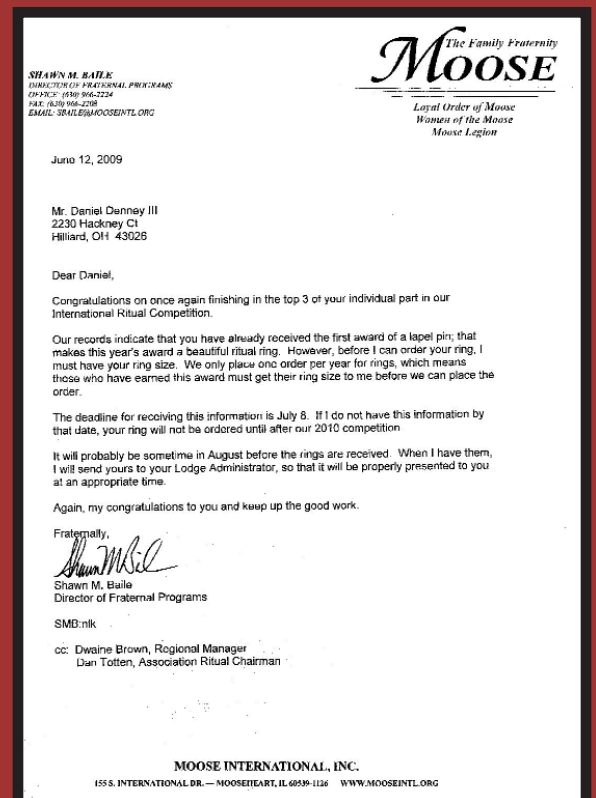 SHAWN M. BAILE
DIRECTOR OF FRATERNAL PROGRAMS
OFFICE: (630) 966-2224
FAX: (630) 966-2208
EMAIL: SBAILE@MOOSEINTL.ORG
The Family Fraternity
MOOSE
Loyal Order of Moose
Women of the Moose
Moose Legion
June 12, 2009
Mr. Daniel Denney III
2230 Hackney Ct
Hilliard, OH 43026
Dear Daniel,
Congratulations on once again finishing in the top 3 of your individual part in our
International Ritual Competition.
Our records indicate that you have already received the first award of a lapel pin; that
makes this year's award a beautiful ritual ring. However, before I can order your ring, I
must have your ring size. We only place one order per year for rings, which means
those who have earned this award must get their ring size to me before we can place the
order.
The deadline for receiving this information is July 8. If I do not have this information by
that date, your ring will not be ordered until after our 2010 competition
It will probably be sometime in August before the rings are received. When I have them,
I will send yours to your Lodge Administrator, so that it will be properly presented to you
at an appropriate time.
Again, my congratulations to you and keep up the good work.
Fraternally,
Shawn M. Baile
Director of Fraternal Programs
SMB:nlk
cc: Dwaine Brown, Regional Manager
Dan Totten, Association Ritual Chairman
MOOSE INTERNATIONAL, INC.
155 S. INTERNATIONAL DR. — MOOSEHEART, IL 60539-1126 WWW.MOOSEINTL.ORG